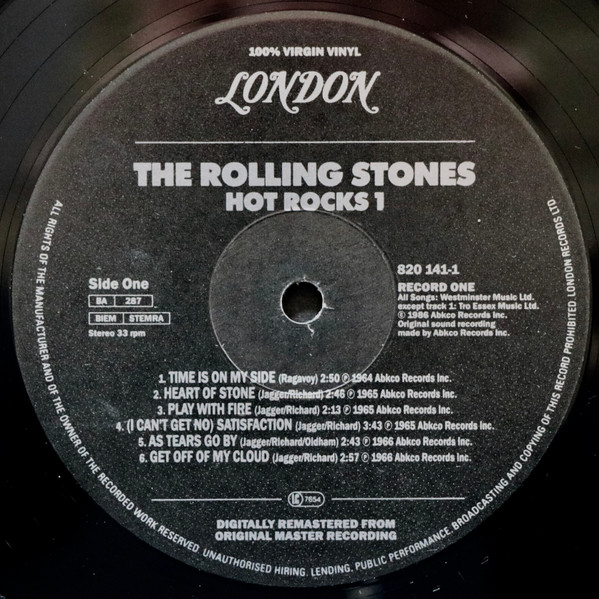 100% VIRGIN VINYL
LONDON
THE ROLLING STONES
HOT ROCKS 1
Side One
BA 287
BIEM STEMRA
Stereo 33 rpm
820 141-1
RECORD ONE
All Songs: Westminster Music Ltd.
except track 1: Tro Essex Music Ltd.
© 1986 Abkco Records Inc.
Original sound recording
made by Abkco Records Inc.
1. TIME IS ON MY SIDE (Ragavoy) 2:50 ℗ 1964 Abkco Records Inc.
2. HEART OF STONE (Jagger/Richard) 2:46 ℗ 1965 Abkco Records Inc.
3. PLAY WITH FIRE (Jagger/Richard) 2:13 ℗ 1965 Abkco Records Inc.
4. (I CAN'T GET NO) SATISFACTION (Jagger/Richard) 3:43 ℗ 1965 Abkco Records Inc.
5. AS TEARS GO BY (Jagger/Richard/Oldham) 2:43 ℗ 1966 Abkco Records Inc.
6. GET OFF OF MY CLOUD (Jagger/Richard) 2:57 ℗ 1966 Abkco Records Inc.
LC 7654
DIGITALLY REMASTERED FROM
ORIGINAL MASTER RECORDING
ALL RIGHTS OF THE MANUFACTURER AND OF THE OWNER OF THE RECORDED WORK RESERVED. UNAUTHORISED HIRING, LENDING, PUBLIC PERFORMANCE, BROADCASTING AND COPYING OF THIS RECORD PROHIBITED. LONDON RECORDS LTD.